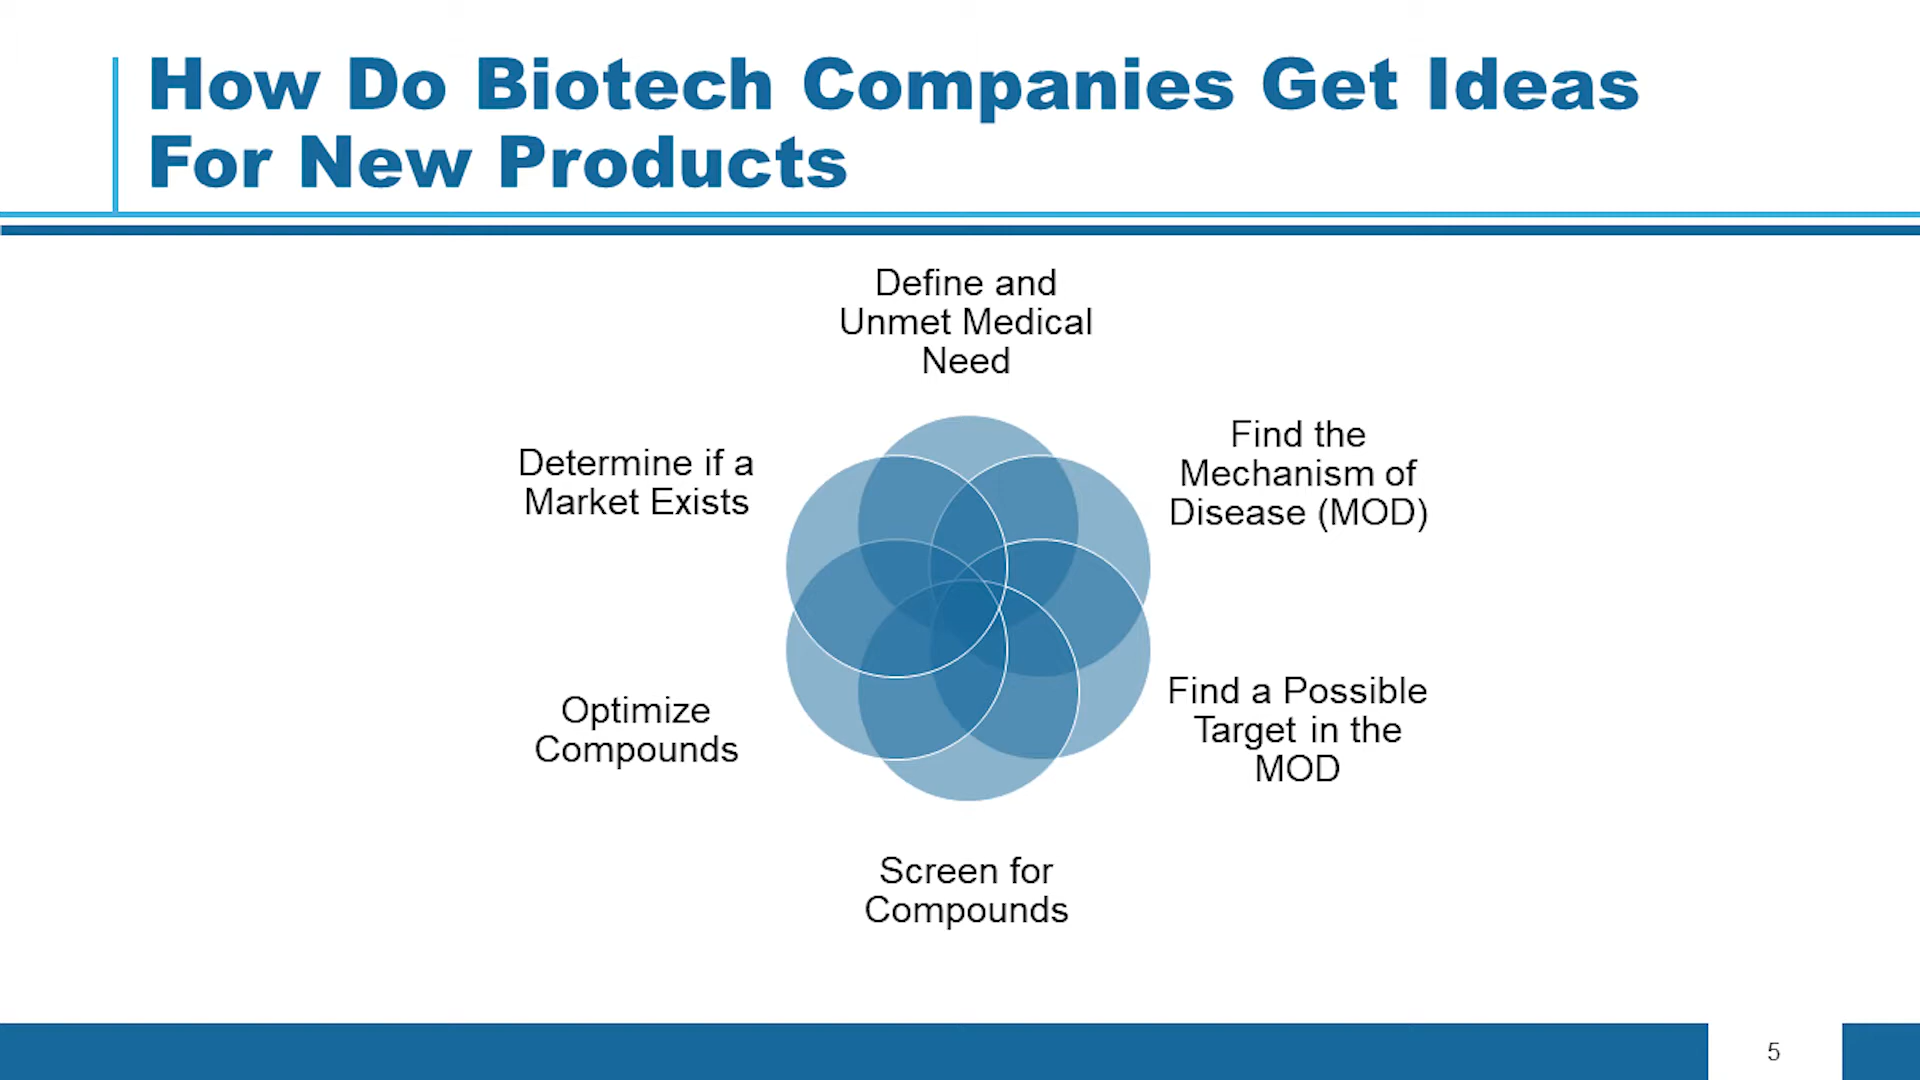 How Do Biotech Companies Get Ideas
For New Products
Define and
Unmet Medical
Need
Find the
Mechanism of
Disease (MOD)
Find a Possible
Target in the
MOD
Screen for
Compounds
Optimize
Compounds
Determine if a
Market Exists
5